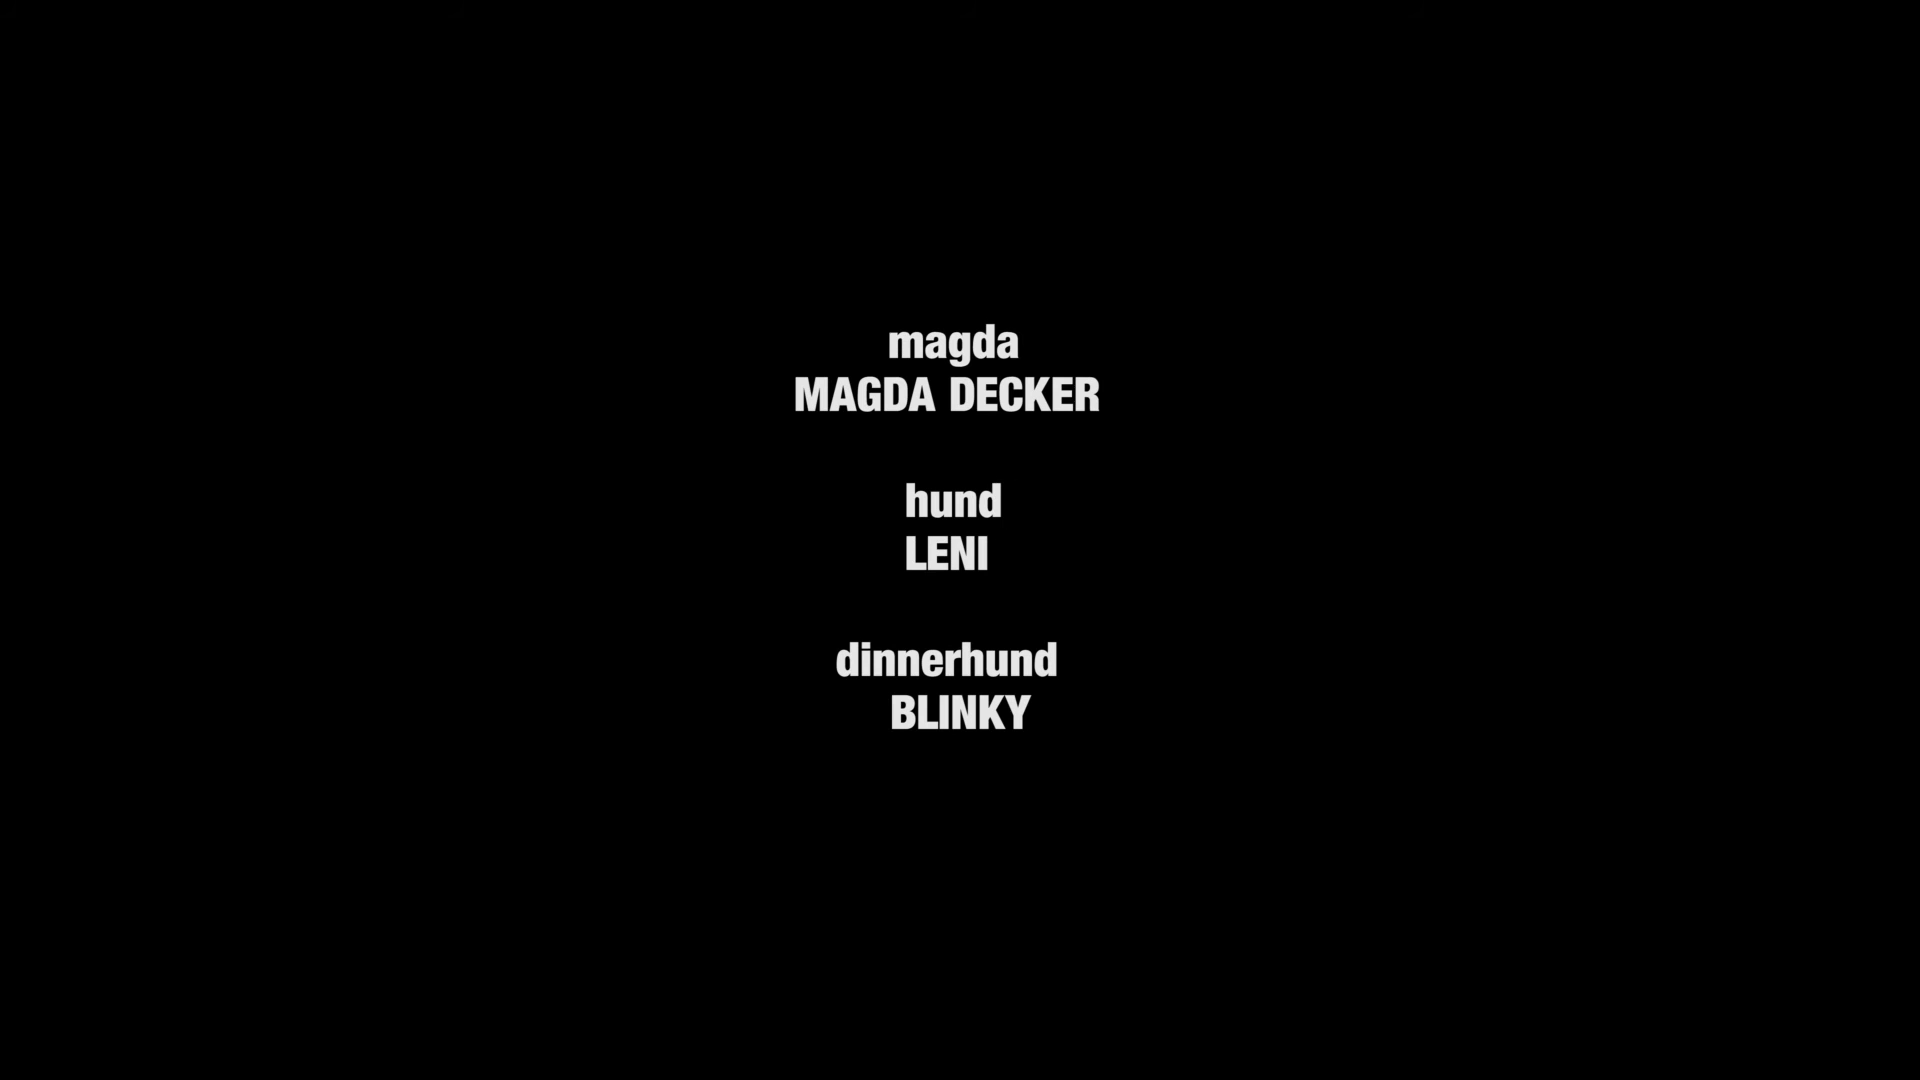 magda
MAGDA DECKER
hund
LENI
dinnerhund
BLINKY